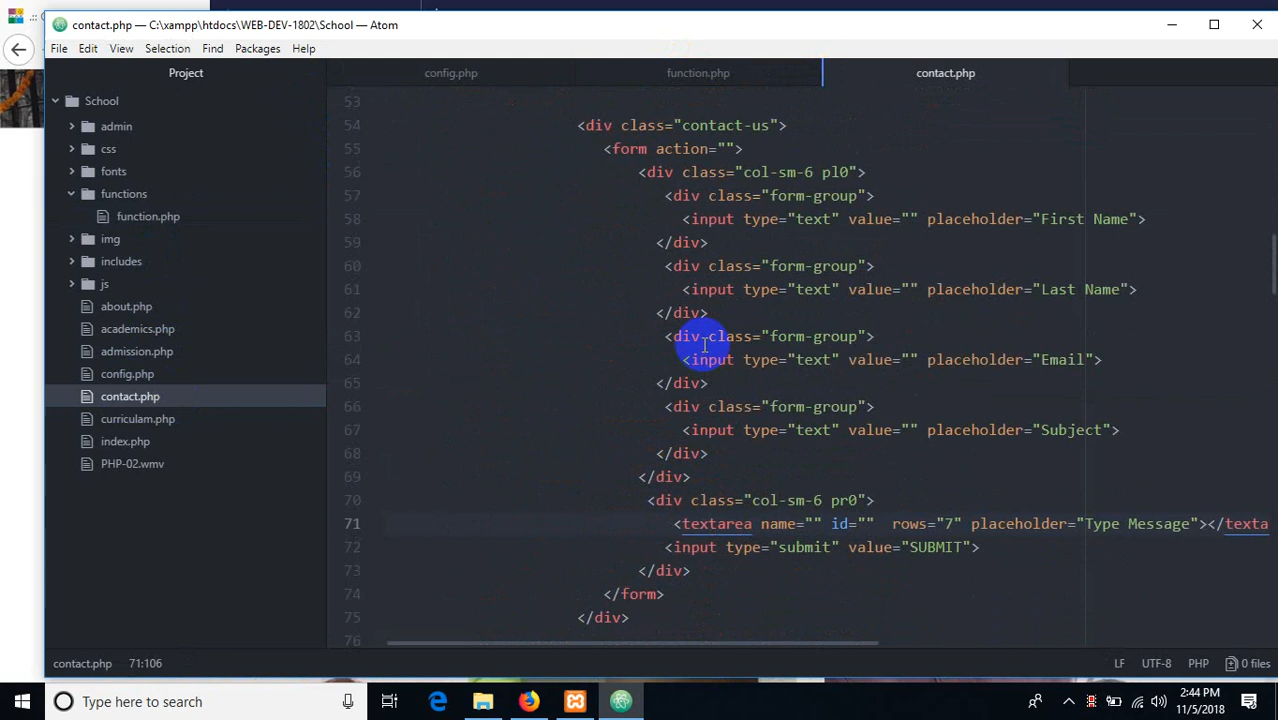 contact.php — C:\xampp\htdocs\WEB-DEV-1802\School — Atom
File Edit View Selection Find Packages Help
Project
config.php function.php contact.php
School
admin
css
fonts
functions
function.php
img
includes
js
about.php
academics.php
admission.php
config.php
contact.php
curriculam.php
index.php
PHP-02.wmv
53
54 <div class="contact-us">
55 <form action="">
56 <div class="col-sm-6 pl0">
57 <div class="form-group">
58 <input type="text" value="" placeholder="First Name">
59 </div>
60 <div class="form-group">
61 <input type="text" value="" placeholder="Last Name">
62 </div>
63 <div class="form-group">
64 <input type="text" value="" placeholder="Email">
65 </div>
66 <div class="form-group">
67 <input type="text" value="" placeholder="Subject">
68 </div>
69 </div>
70 <div class="col-sm-6 pr0">
71 <textarea name="" id=""  rows="7" placeholder="Type Message"></texta
72 <input type="submit" value="SUBMIT">
73 </div>
74 </form>
75 </div>
76
contact.php 71:106 LF UTF-8 PHP 0 files
Type here to search
2:44 PM
11/5/2018